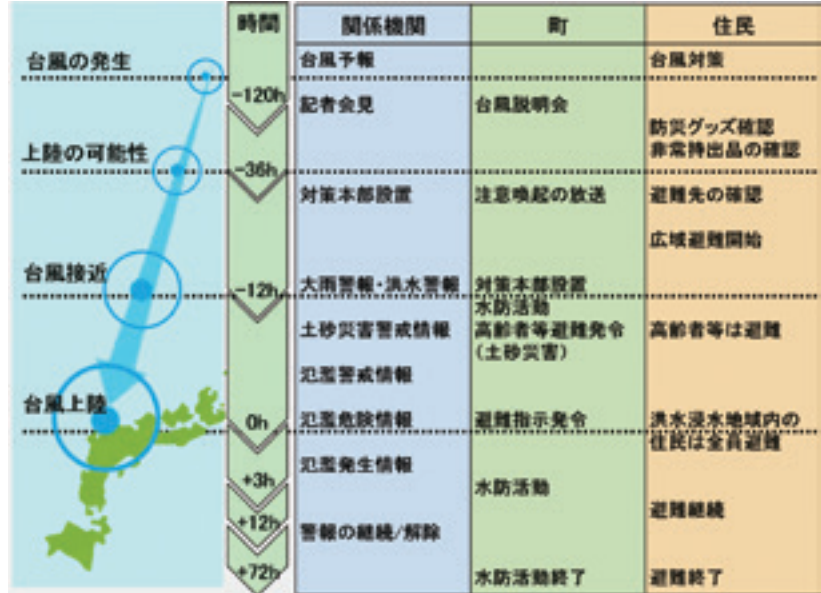 時間
関係機関
町
住民
台風の発生
台風予報
台風対策
-120h
記者会見
台風説明会
防災グッズ確認
非常持出品の確認
上陸の可能性
-36h
対策本部設置
注意喚起の放送
避難先の確認
広域避難開始
台風接近
-12h
大雨警報・洪水警報
対策本部設置
水防活動
土砂災害警戒情報
高齢者等避難発令
(土砂災害)
高齢者等は避難
氾濫警戒情報
台風上陸
0h
氾濫危険情報
避難指示発令
洪水浸水地域内の
住民は全員避難
氾濫発生情報
+3h
水防活動
+12h
避難継続
警報の継続/解除
+72h
水防活動終了
避難終了